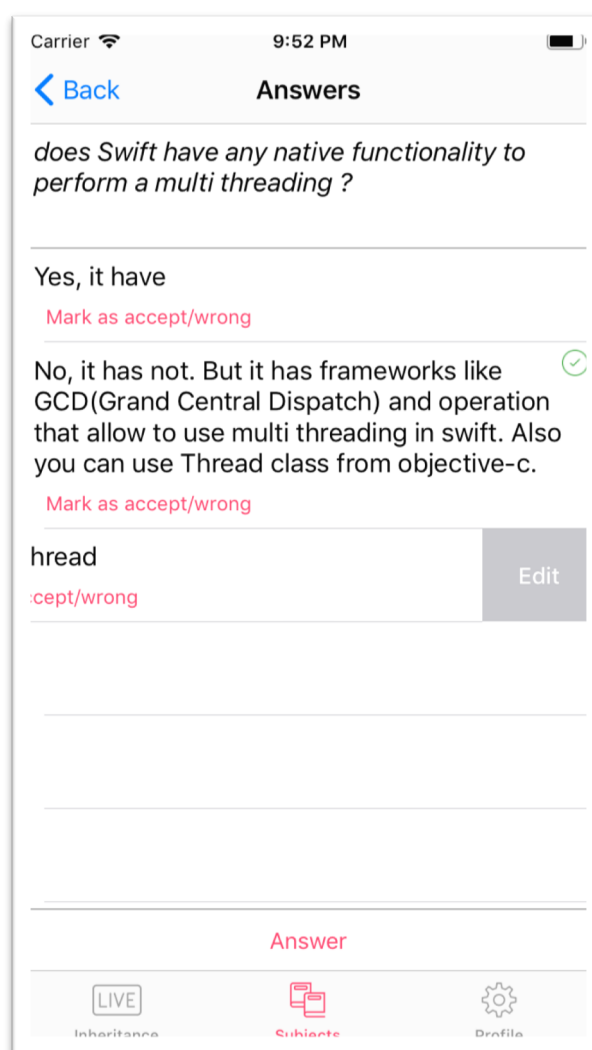 Carrier 9:52 PM
Back Answers
does Swift have any native functionality to
perform a multi threading ?
Yes, it have
Mark as accept/wrong
No, it has not. But it has frameworks like
GCD(Grand Central Dispatch) and operation
that allow to use multi threading in swift. Also
you can use Thread class from objective-c.
Mark as accept/wrong
hread
Edit
cept/wrong
Answer
LIVE
Inheritance Subjects Profile